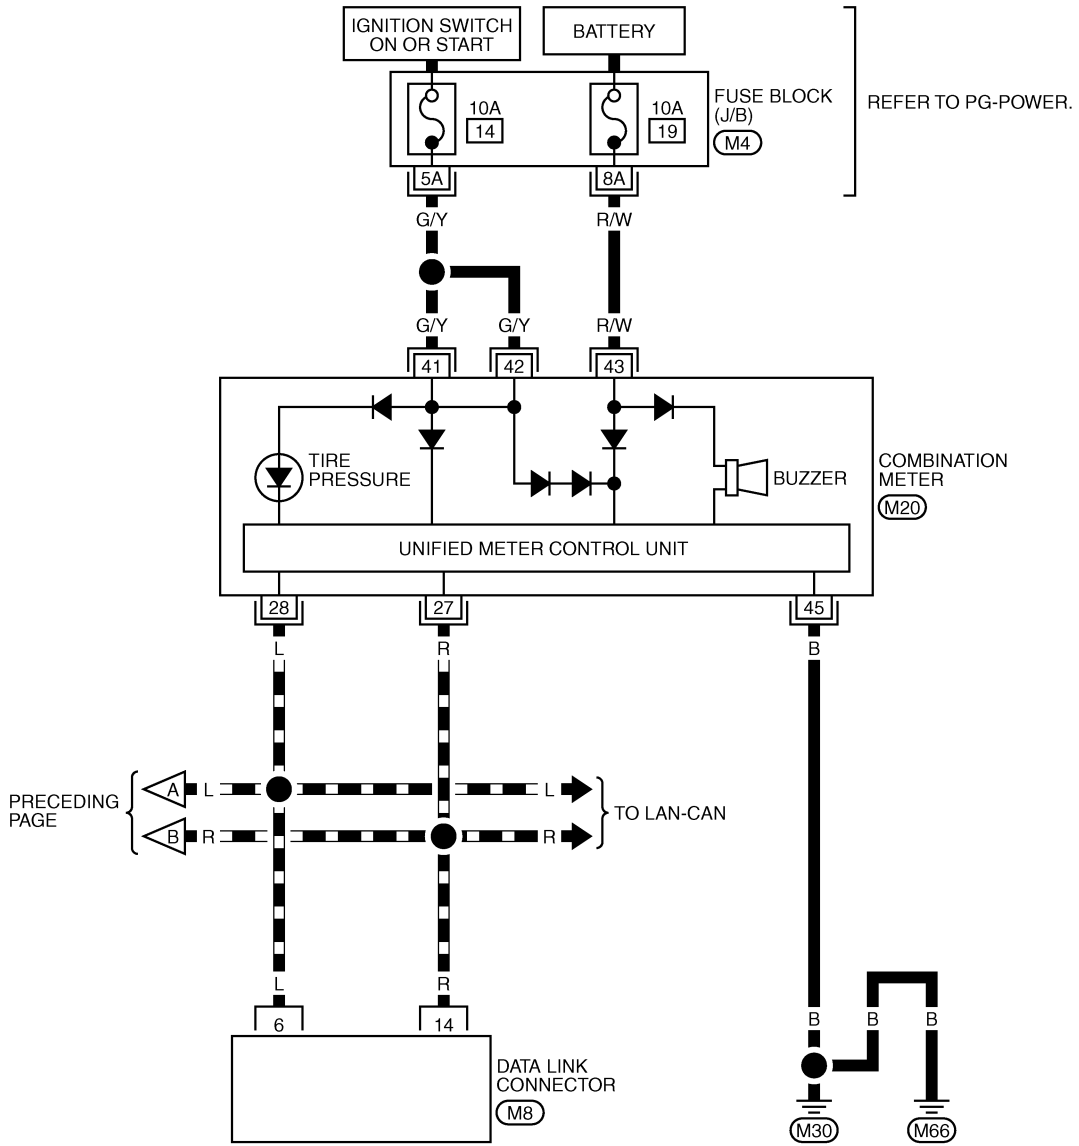 IGNITION SWITCH
ON OR START
BATTERY
10A
14
10A
19
FUSE BLOCK
(J/B)
M4
REFER TO PG-POWER.
5A
8A
G/Y
R/W
G/Y
G/Y
R/W
41
42
43
TIRE
PRESSURE
BUZZER
COMBINATION
METER
M20
UNIFIED METER CONTROL UNIT
28
27
45
L
R
B
PRECEDING
PAGE
A
L
L
B
R
R
TO LAN-CAN
L
R
B
B
B
6
14
DATA LINK
CONNECTOR
M8
M30
M66